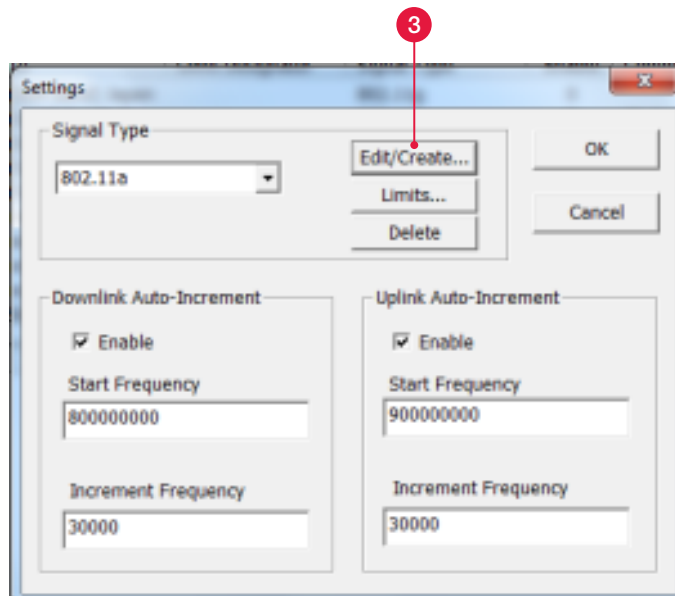 3
Settings
Signal Type
802.11a
Edit/Create...
Limits...
Delete
OK
Cancel
Downlink Auto-Increment
Enable
Start Frequency
800000000
Increment Frequency
30000
Uplink Auto-Increment
Enable
Start Frequency
900000000
Increment Frequency
30000